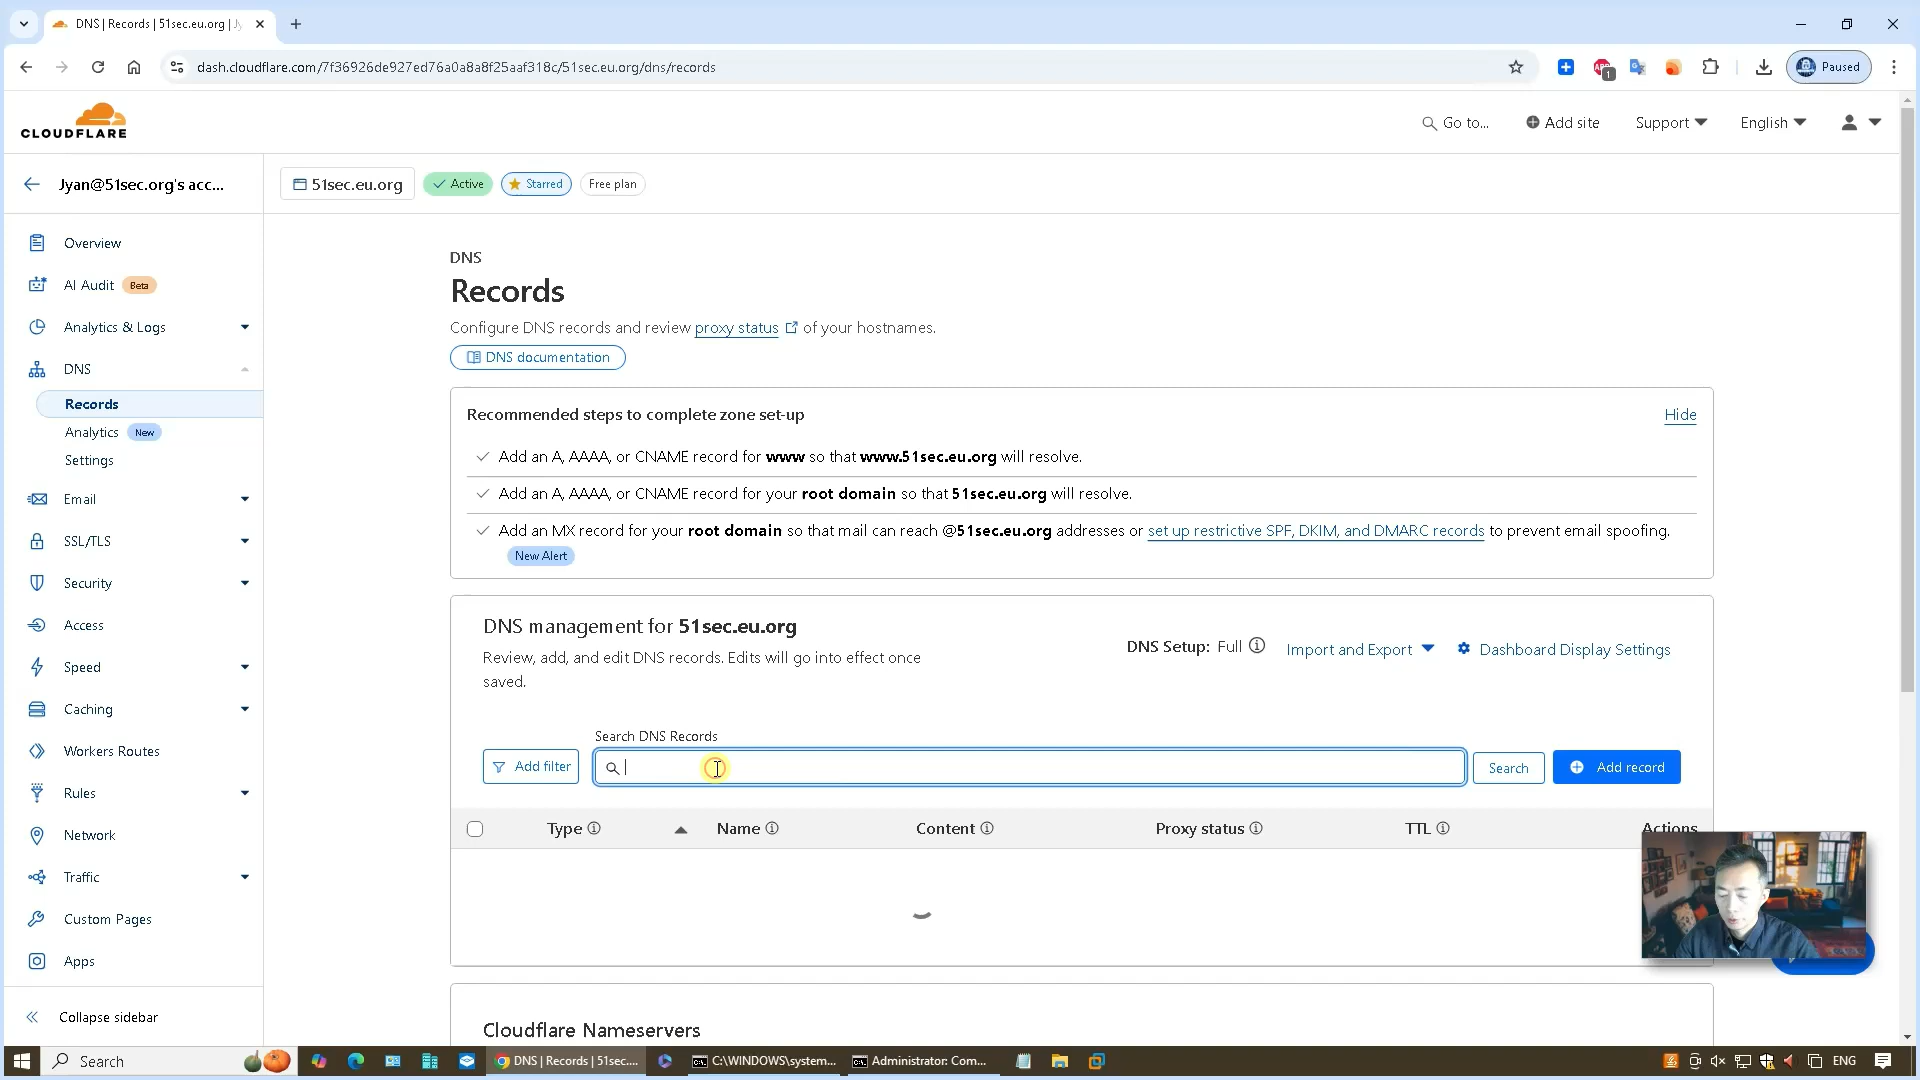 DNS | Records | 51sec.eu.org | Jy
dash.cloudflare.com/7f36926de927ed76a0a8a8f25aaf318c/51sec.eu.org/dns/records
1
Paused
CLOUDFLARE
Go to...
Add site
Support
English
Jyan@51sec.org's acc...
51sec.eu.org
Active
Starred
Free plan
Overview
AI Audit Beta
Analytics & Logs
DNS
Records
Analytics New
Settings
Email
SSL/TLS
Security
Access
Speed
Caching
Workers Routes
Rules
Network
Traffic
Custom Pages
Apps
Collapse sidebar
DNS
Records
Configure DNS records and review proxy status of your hostnames.
DNS documentation
Recommended steps to complete zone set-up
Hide
Add an A, AAAA, or CNAME record for www so that www.51sec.eu.org will resolve.
Add an A, AAAA, or CNAME record for your root domain so that 51sec.eu.org will resolve.
Add an MX record for your root domain so that mail can reach @51sec.eu.org addresses or set up restrictive SPF, DKIM, and DMARC records to prevent email spoofing.
New Alert
DNS management for 51sec.eu.org
Review, add, and edit DNS records. Edits will go into effect once
saved.
DNS Setup: Full
Import and Export
Dashboard Display Settings
Search DNS Records
Add filter
Search
Add record
Type
Name
Content
Proxy status
TTL
Actions
Cloudflare Nameservers
Search
DNS | Records | 51sec....
C:\WINDOWS\system...
Administrator: Com...
ENG